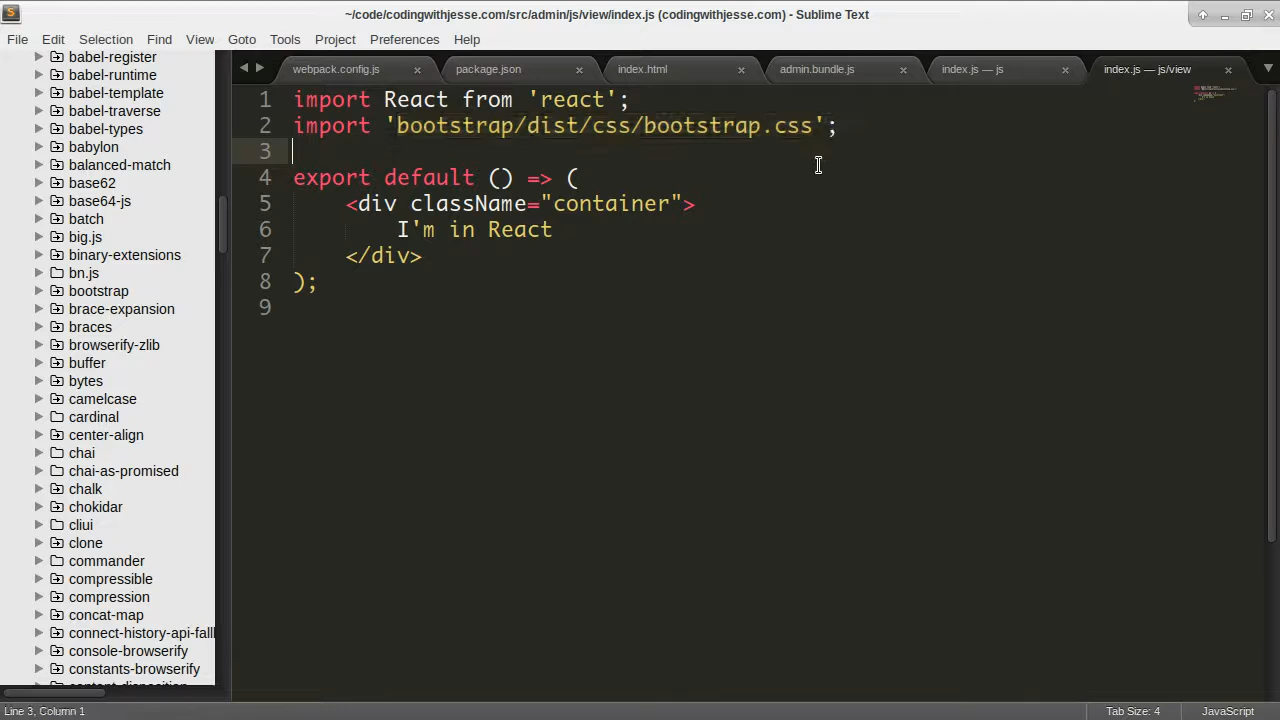 ~/code/codingwithjesse.com/src/admin/js/view/index.js (codingwithjesse.com) - Sublime Text
File Edit Selection Find View Goto Tools Project Preferences Help
webpack.config.js package.json index.html admin.bundle.js index.js — js index.js — js/view
babel-register
babel-runtime
babel-template
babel-traverse
babel-types
babylon
balanced-match
base62
base64-js
batch
big.js
binary-extensions
bn.js
bootstrap
brace-expansion
braces
browserify-zlib
buffer
bytes
camelcase
cardinal
center-align
chai
chai-as-promised
chalk
chokidar
cliui
clone
commander
compressible
compression
concat-map
connect-history-api-fall
console-browserify
constants-browserify
1 import React from 'react';
2 import 'bootstrap/dist/css/bootstrap.css';
3
4 export default () => (
5 <div className="container">
6 I'm in React
7 </div>
8 );
9
Line 3, Column 1
Tab Size: 4
JavaScript